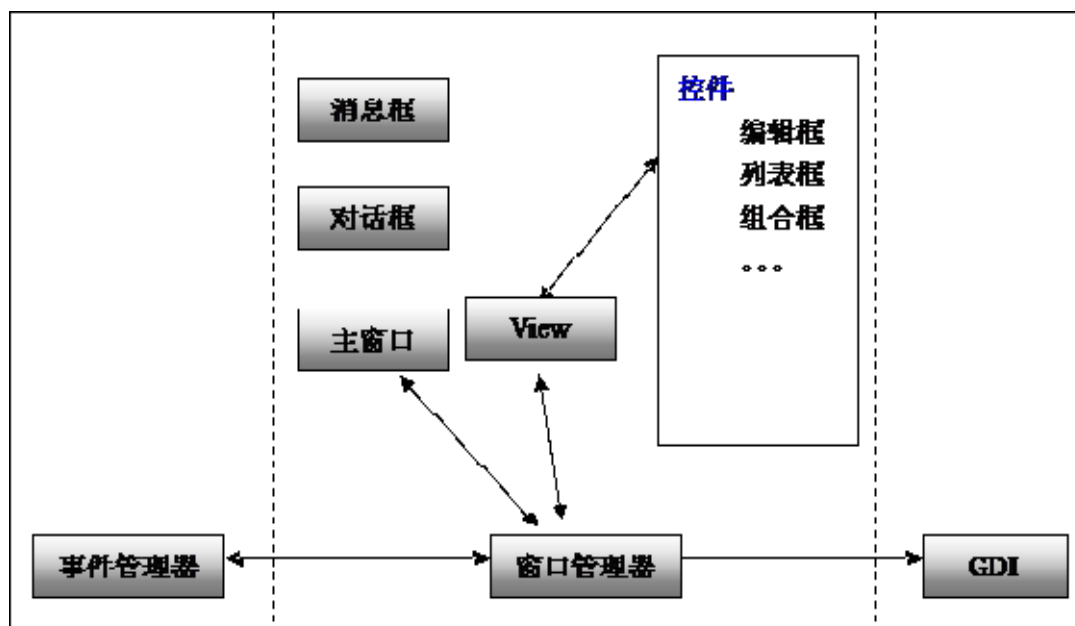 消息框
控件
编辑框
列表框
组合框
。。。
对话框
主窗口
View
事件管理器
窗口管理器
GDI